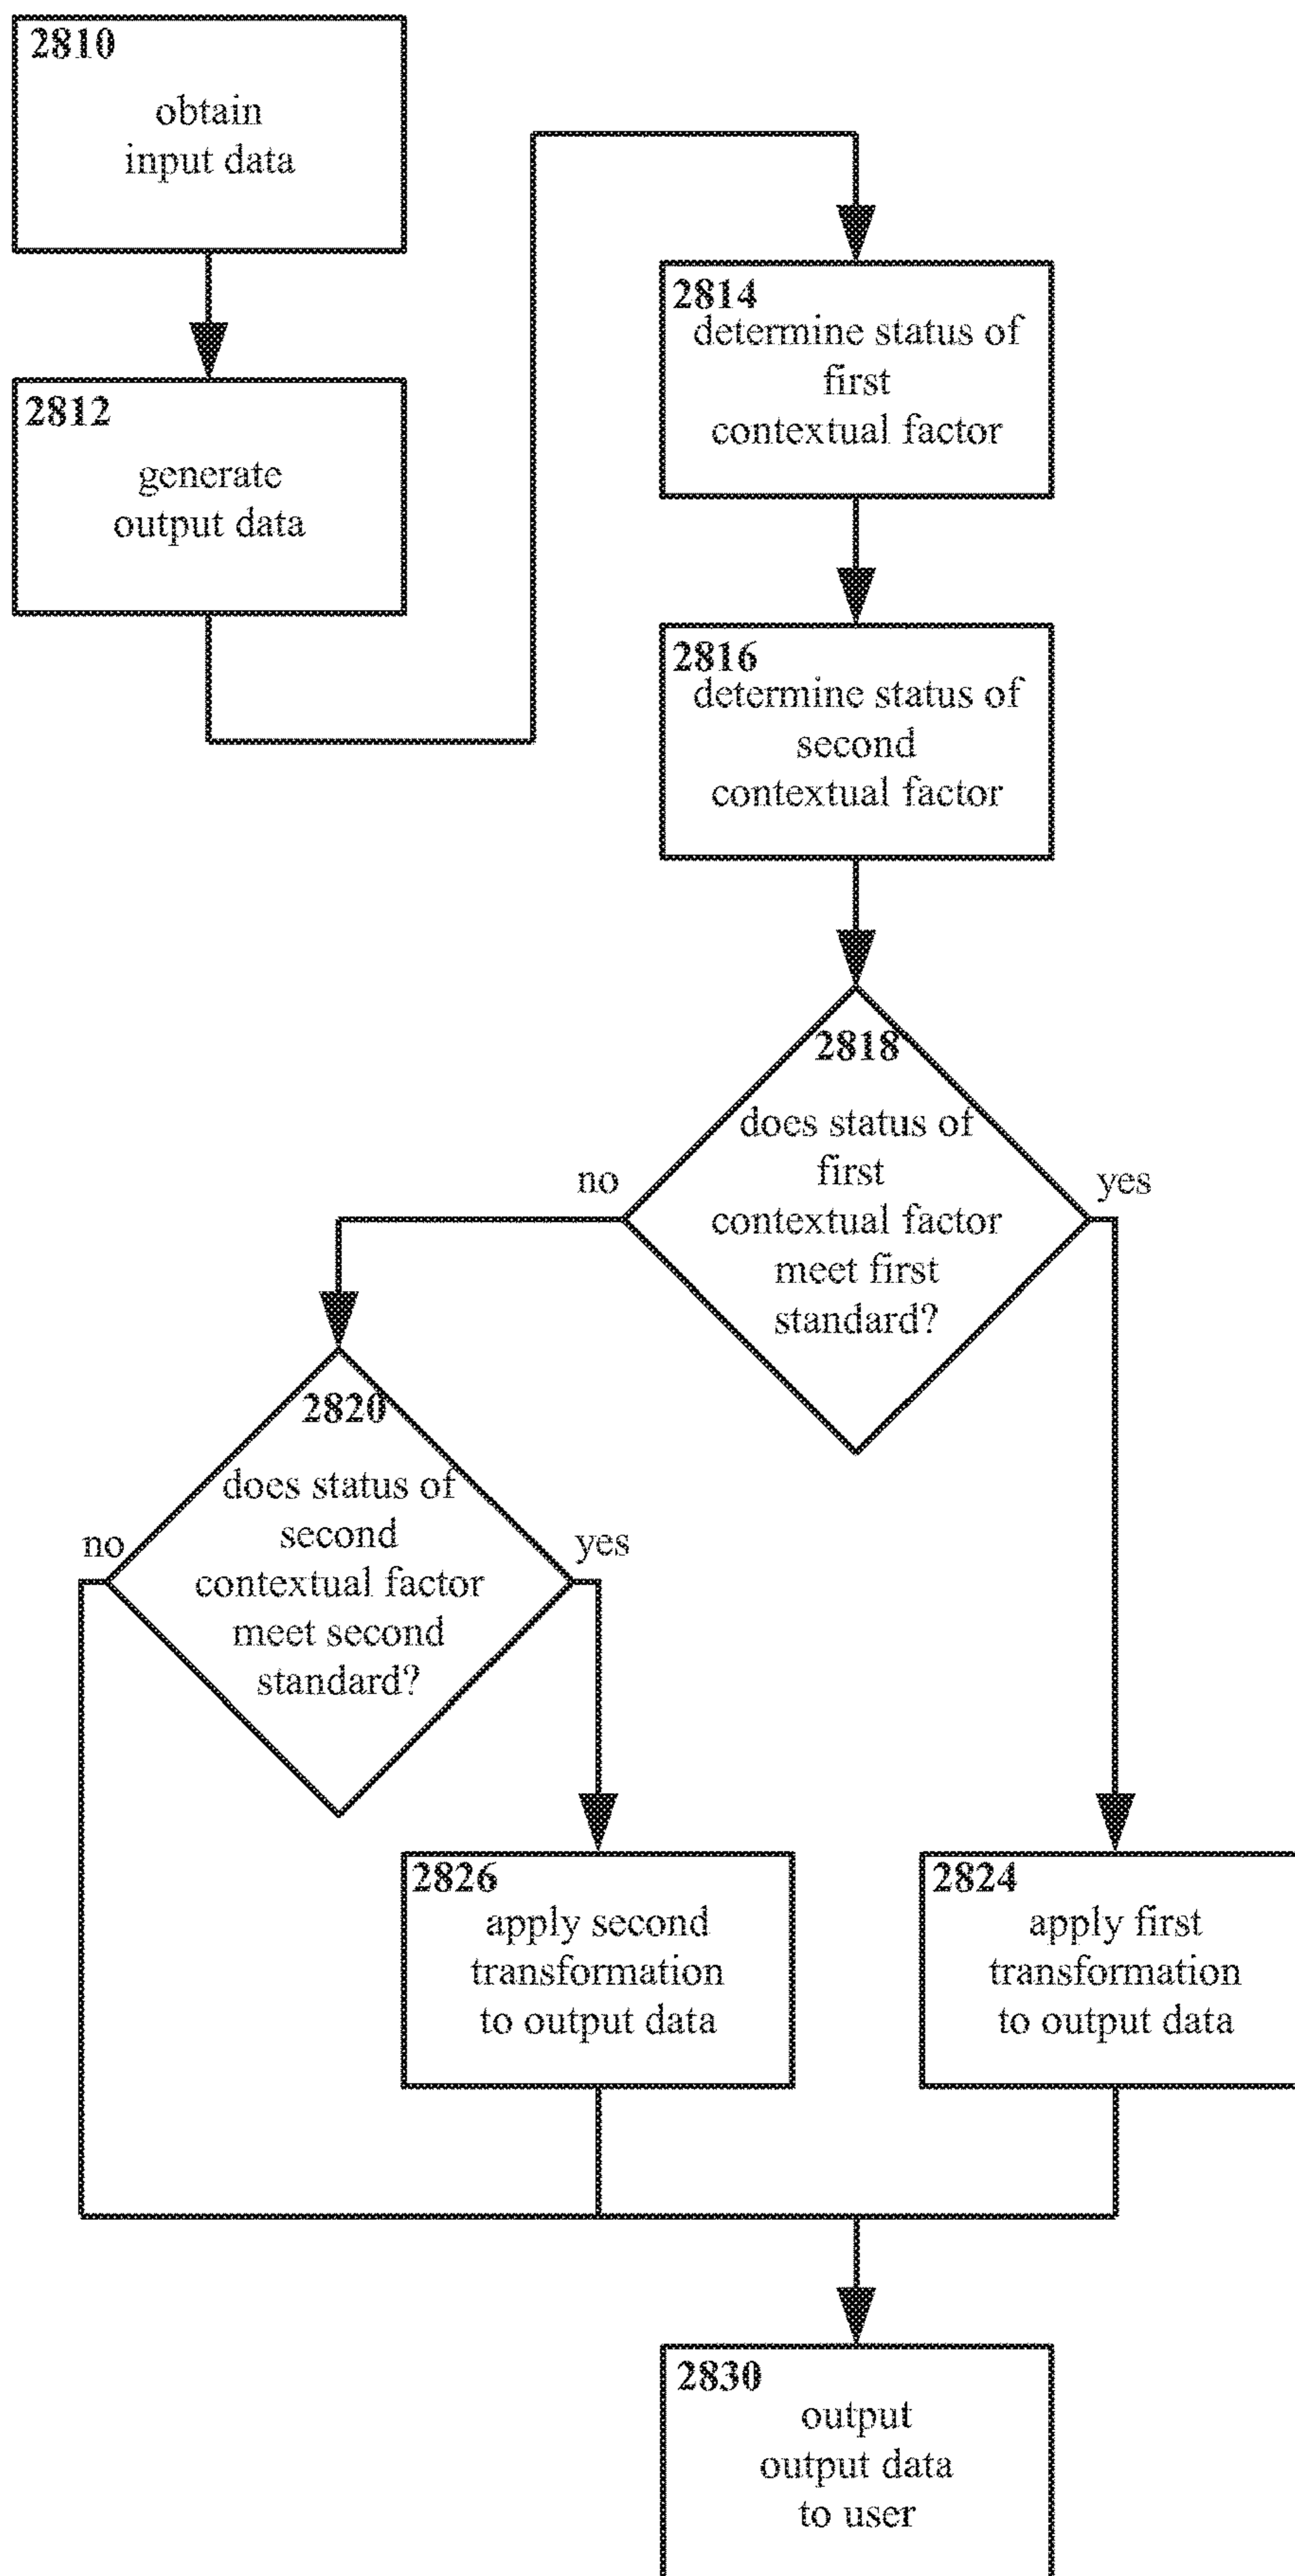 2810
obtain
input data
2812
generate
output data
2814
determine status of
first
contextual factor
2816
determine status of
second
contextual factor
2818
does status of
first
contextual factor
meet first
standard?
no
yes
2820
does status of
second
contextual factor
meet second
standard?
no
yes
2826
apply second
transformation
to output data
2824
apply first
transformation
to output data
2830
output
output data
to user